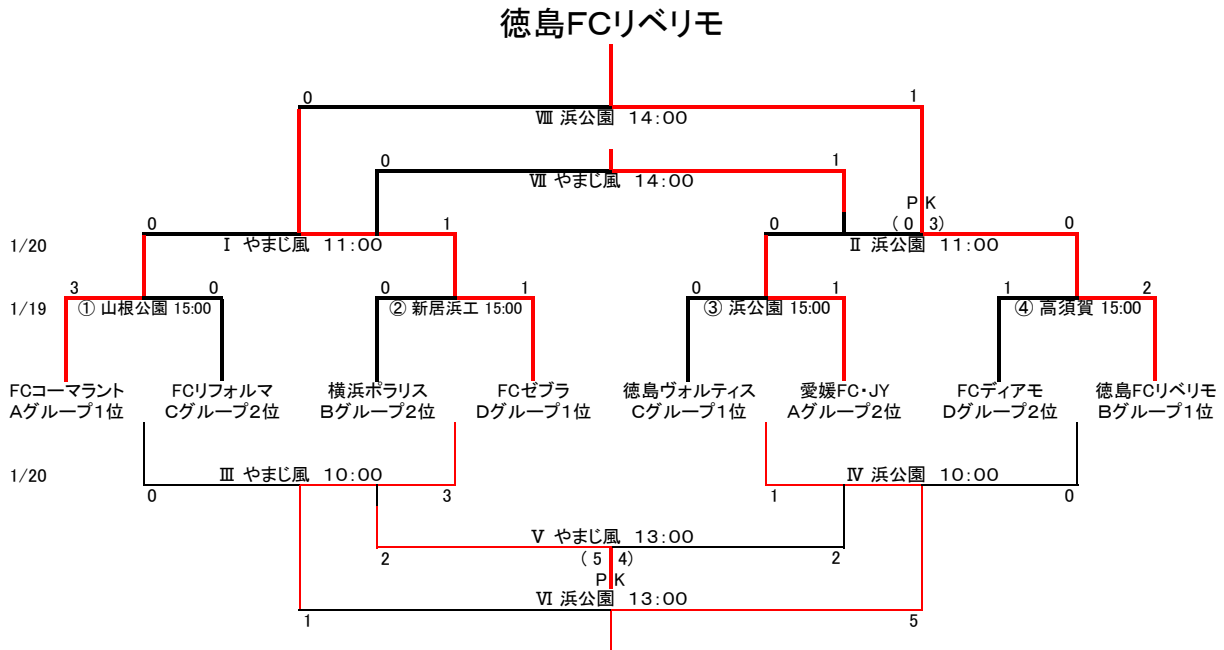 徳島FCリベリモ
0 1
Ⅷ 浜公園 14:00
0 1
Ⅶ やまじ風 14:00
PK
0 1 0 (0 3) 0
1/20 Ⅰ やまじ風 11:00 Ⅱ 浜公園 11:00
3 0 0 1 0 1 1 2
1/19 ① 山根公園 15:00 ② 新居浜工 15:00 ③ 浜公園 15:00 ④ 高須賀 15:00
FCコーマラント FCリフォルマ 横浜ポラリス FCゼブラ 徳島ヴォルティス 愛媛FC・JY FCディアモ 徳島FCリベリモ
Aグループ1位 Cグループ2位 Bグループ2位 Dグループ1位 Cグループ1位 Aグループ2位 Dグループ2位 Bグループ1位
1/20 Ⅲ やまじ風 10:00 Ⅳ 浜公園 10:00
0 3 1 0
Ⅴ やまじ風 13:00
2 (5 4) 2
PK
Ⅵ 浜公園 13:00
1 5